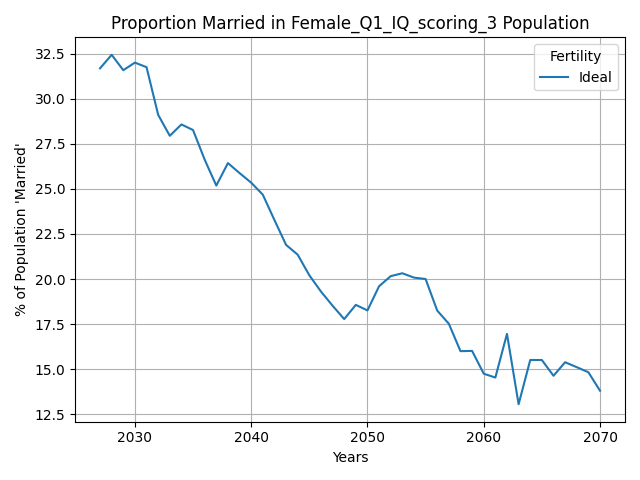 Proportion Married in Female_Q1_IQ_scoring_3 Population
Fertility
Ideal
% of Population 'Married'
32.5
30.0
27.5
25.0
22.5
20.0
17.5
15.0
12.5
2030 2040 2050 2060 2070
Years